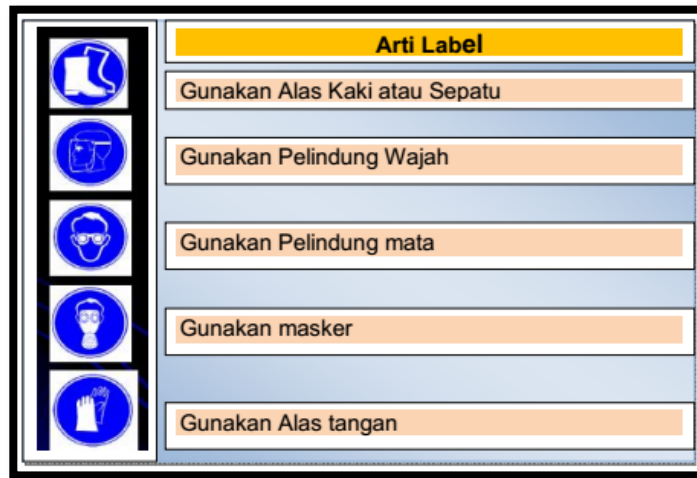 Arti Label
Gunakan Alas Kaki atau Sepatu
Gunakan Pelindung Wajah
Gunakan Pelindung mata
Gunakan masker
Gunakan Alas tangan